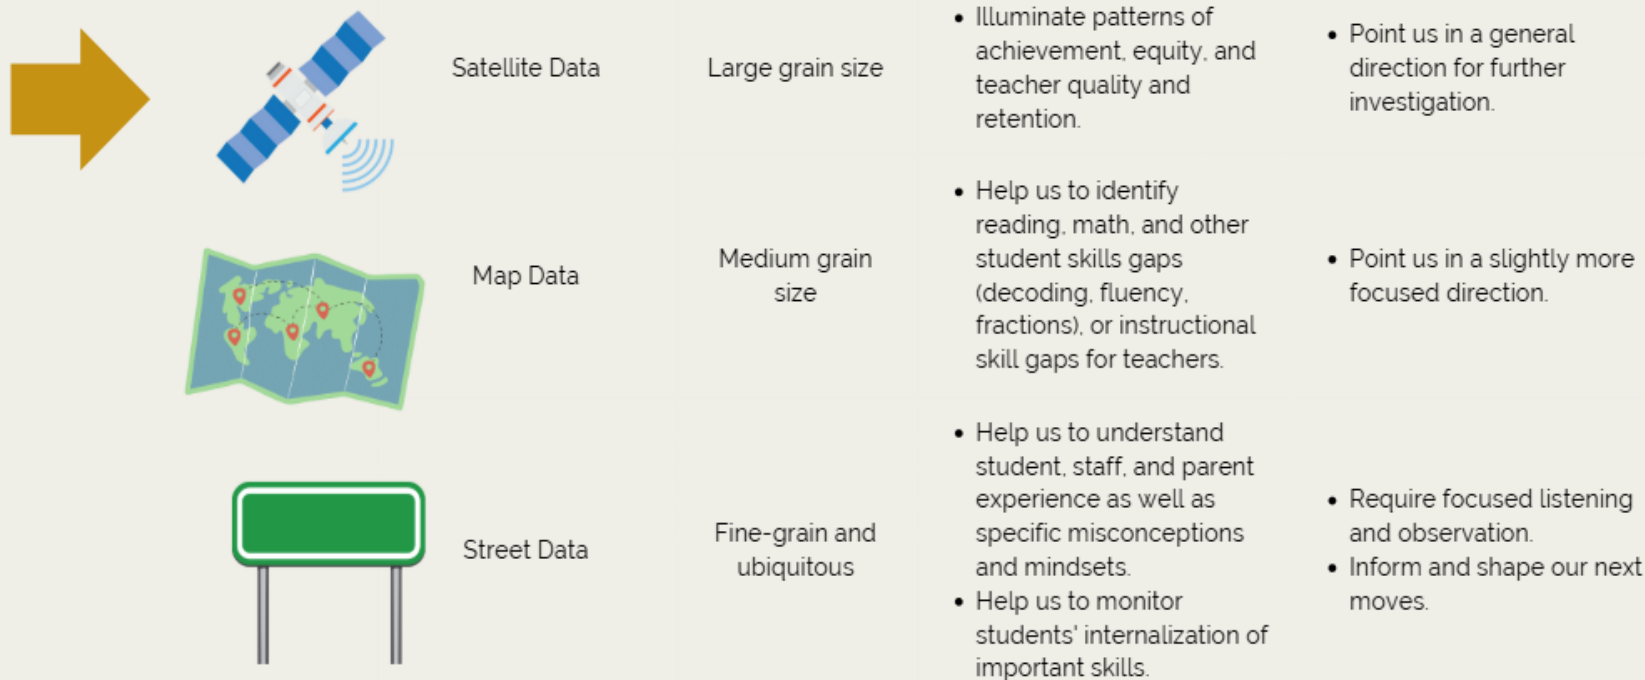 Satellite Data
Large grain size
• Illuminate patterns of
achievement, equity, and
teacher quality and
retention.
• Point us in a general
direction for further
investigation.
Map Data
Medium grain
size
• Help us to identify
reading, math, and other
student skills gaps
(decoding, fluency,
fractions), or instructional
skill gaps for teachers.
• Point us in a slightly more
focused direction.
Street Data
Fine-grain and
ubiquitous
• Help us to understand
student, staff, and parent
experience as well as
specific misconceptions
and mindsets.
• Help us to monitor
students' internalization of
important skills.
• Require focused listening
and observation.
• Inform and shape our next
moves.